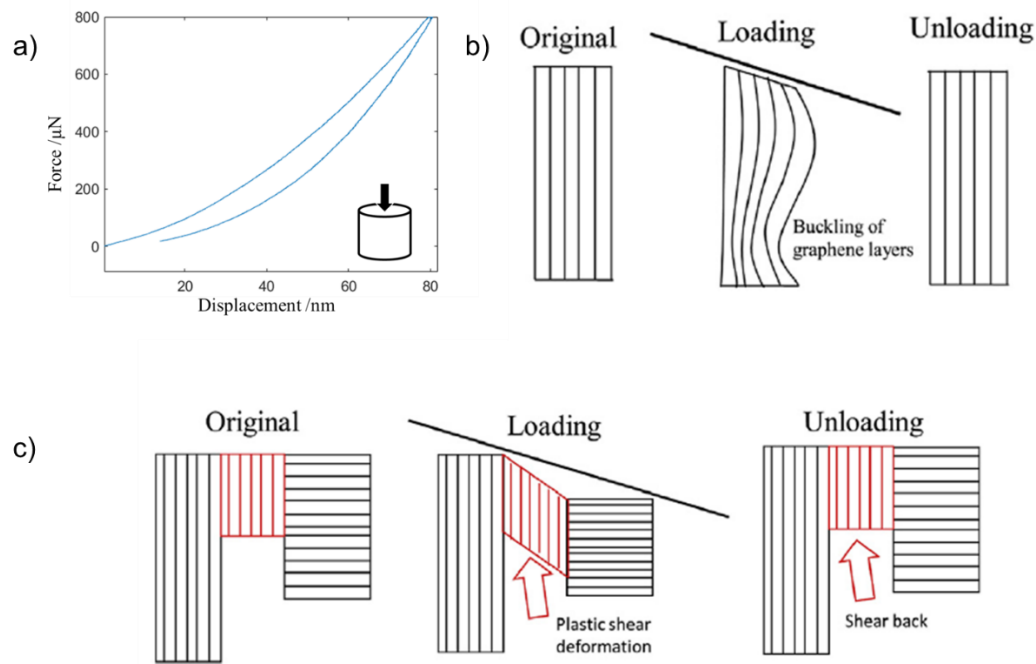 a)
800
600
400
200
0
Force /μN
20
40
60
80
Displacement /nm
b)
Original
Loading
Unloading
Buckling of
graphene layers
c)
Original
Loading
Unloading
Plastic shear
deformation
Shear back